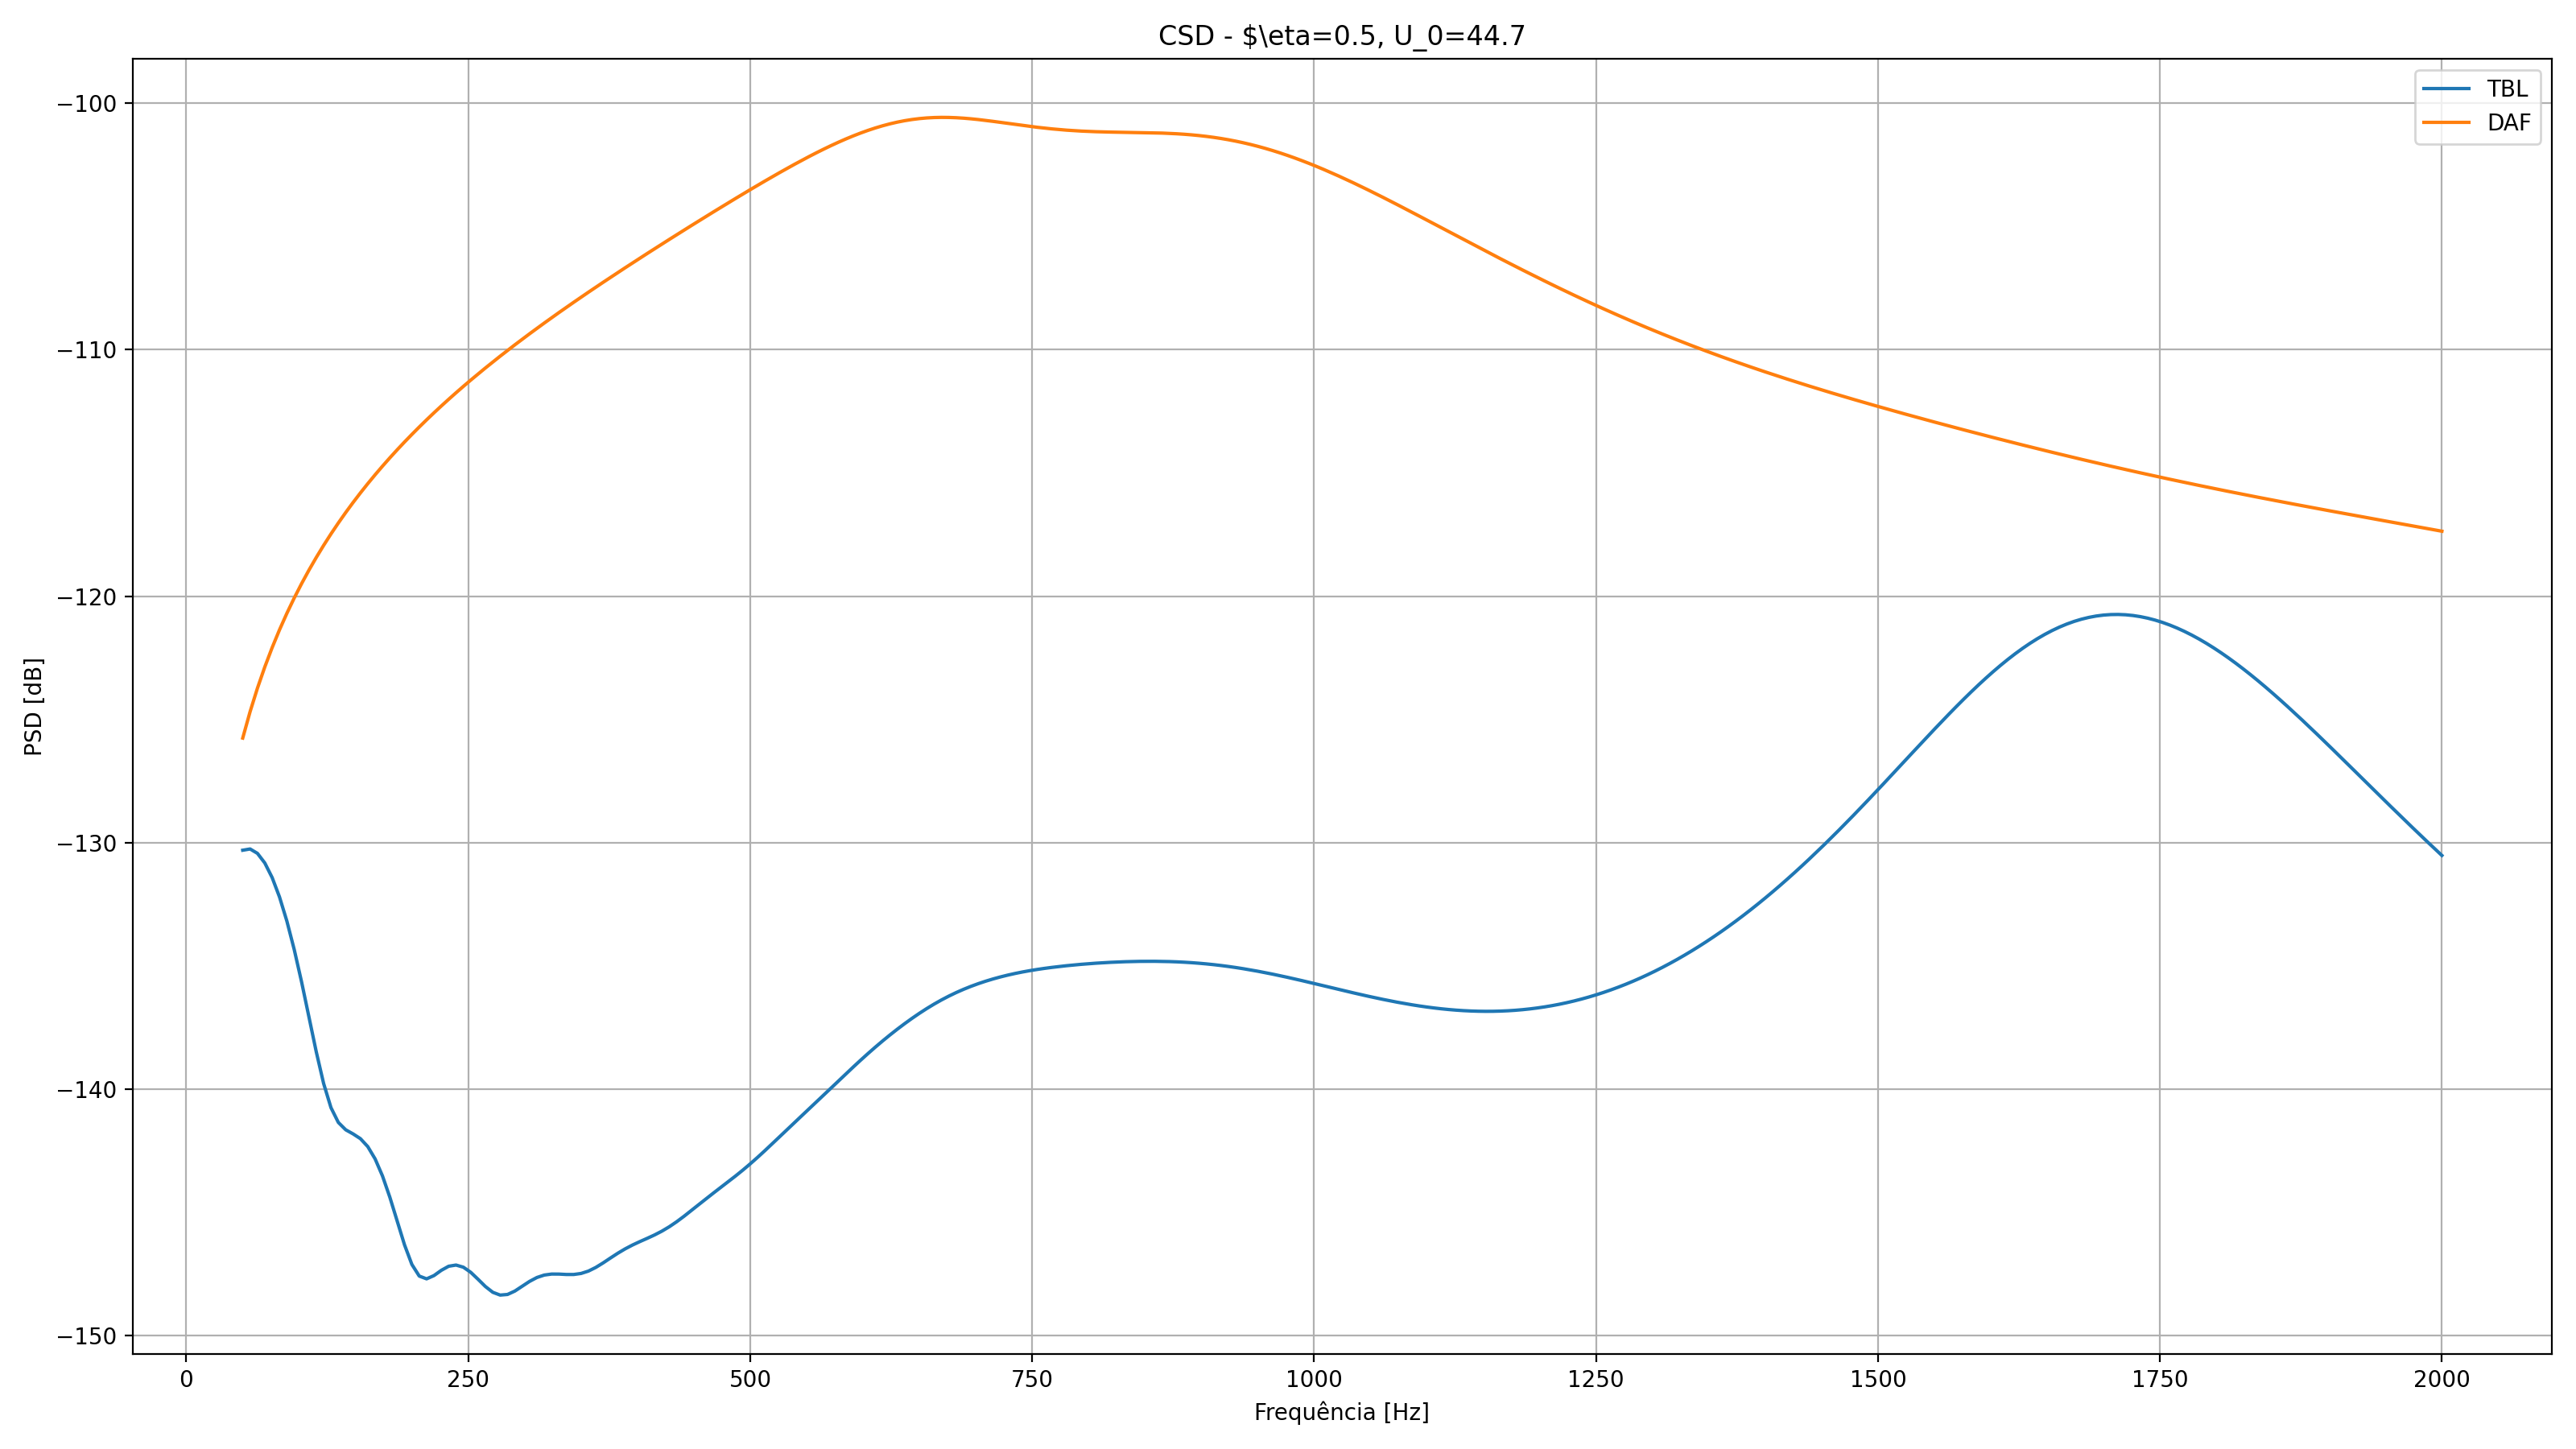 CSD - $\eta=0.5, U_0=44.7
TBL
DAF
PSD [dB]
−100
−110
−120
−130
−140
−150
0 250 500 750 1000 1250 1500 1750 2000
Frequência [Hz]